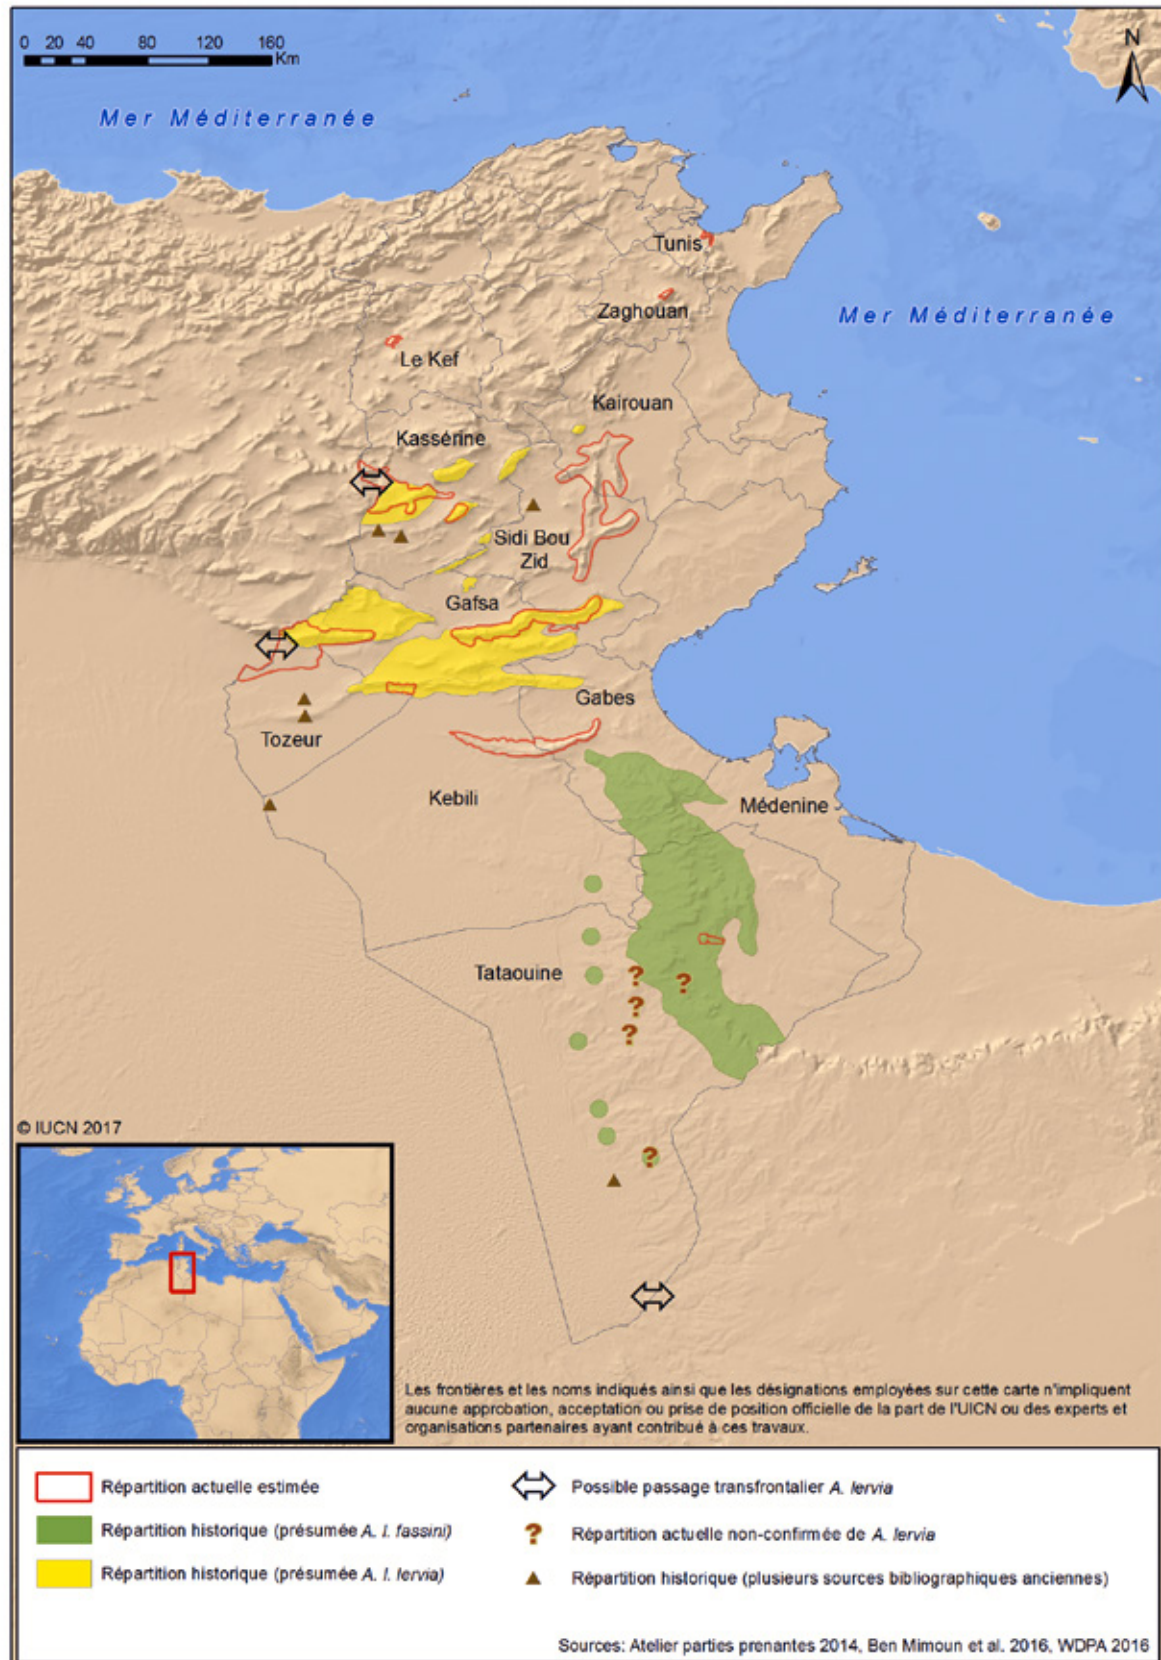 0 20 40 80 120 160
Km
N
Mer Méditerranée
Tunis
Zaghouan
Mer Méditerranée
Le Kef
Kairouan
Kassérine
Sidi Bou
Zid
Gafsa
Gabes
Tozeur
Kebili
Médenine
Tataouine
?
?
?
?
?
© IUCN 2017
Les frontières et les noms indiqués ainsi que les désignations employées sur cette carte n'impliquent
aucune approbation, acceptation ou prise de position officielle de la part de l'UICN ou des experts et
organisations partenaires ayant contribué à ces travaux.
Répartition actuelle estimée
Répartition historique (présumée A. l. fassini)
Répartition historique (présumée A. l. lervia)
Possible passage transfrontalier A. lervia
? Répartition actuelle non-confirmée de A. lervia
Répartition historique (plusieurs sources bibliographiques anciennes)
Sources: Atelier parties prenantes 2014, Ben Mimoun et al. 2016, WDPA 2016